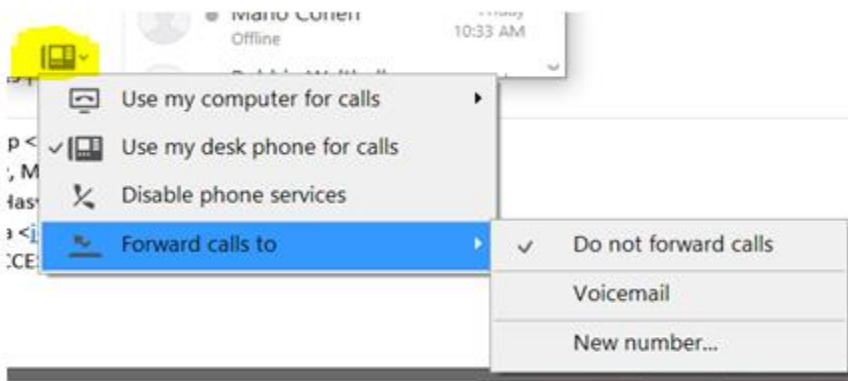 Offline
Friday
10:33 AM
Use my computer for calls
Use my desk phone for calls
Disable phone services
Forward calls to
Do not forward calls
Voicemail
New number...
p <
, M
a <j